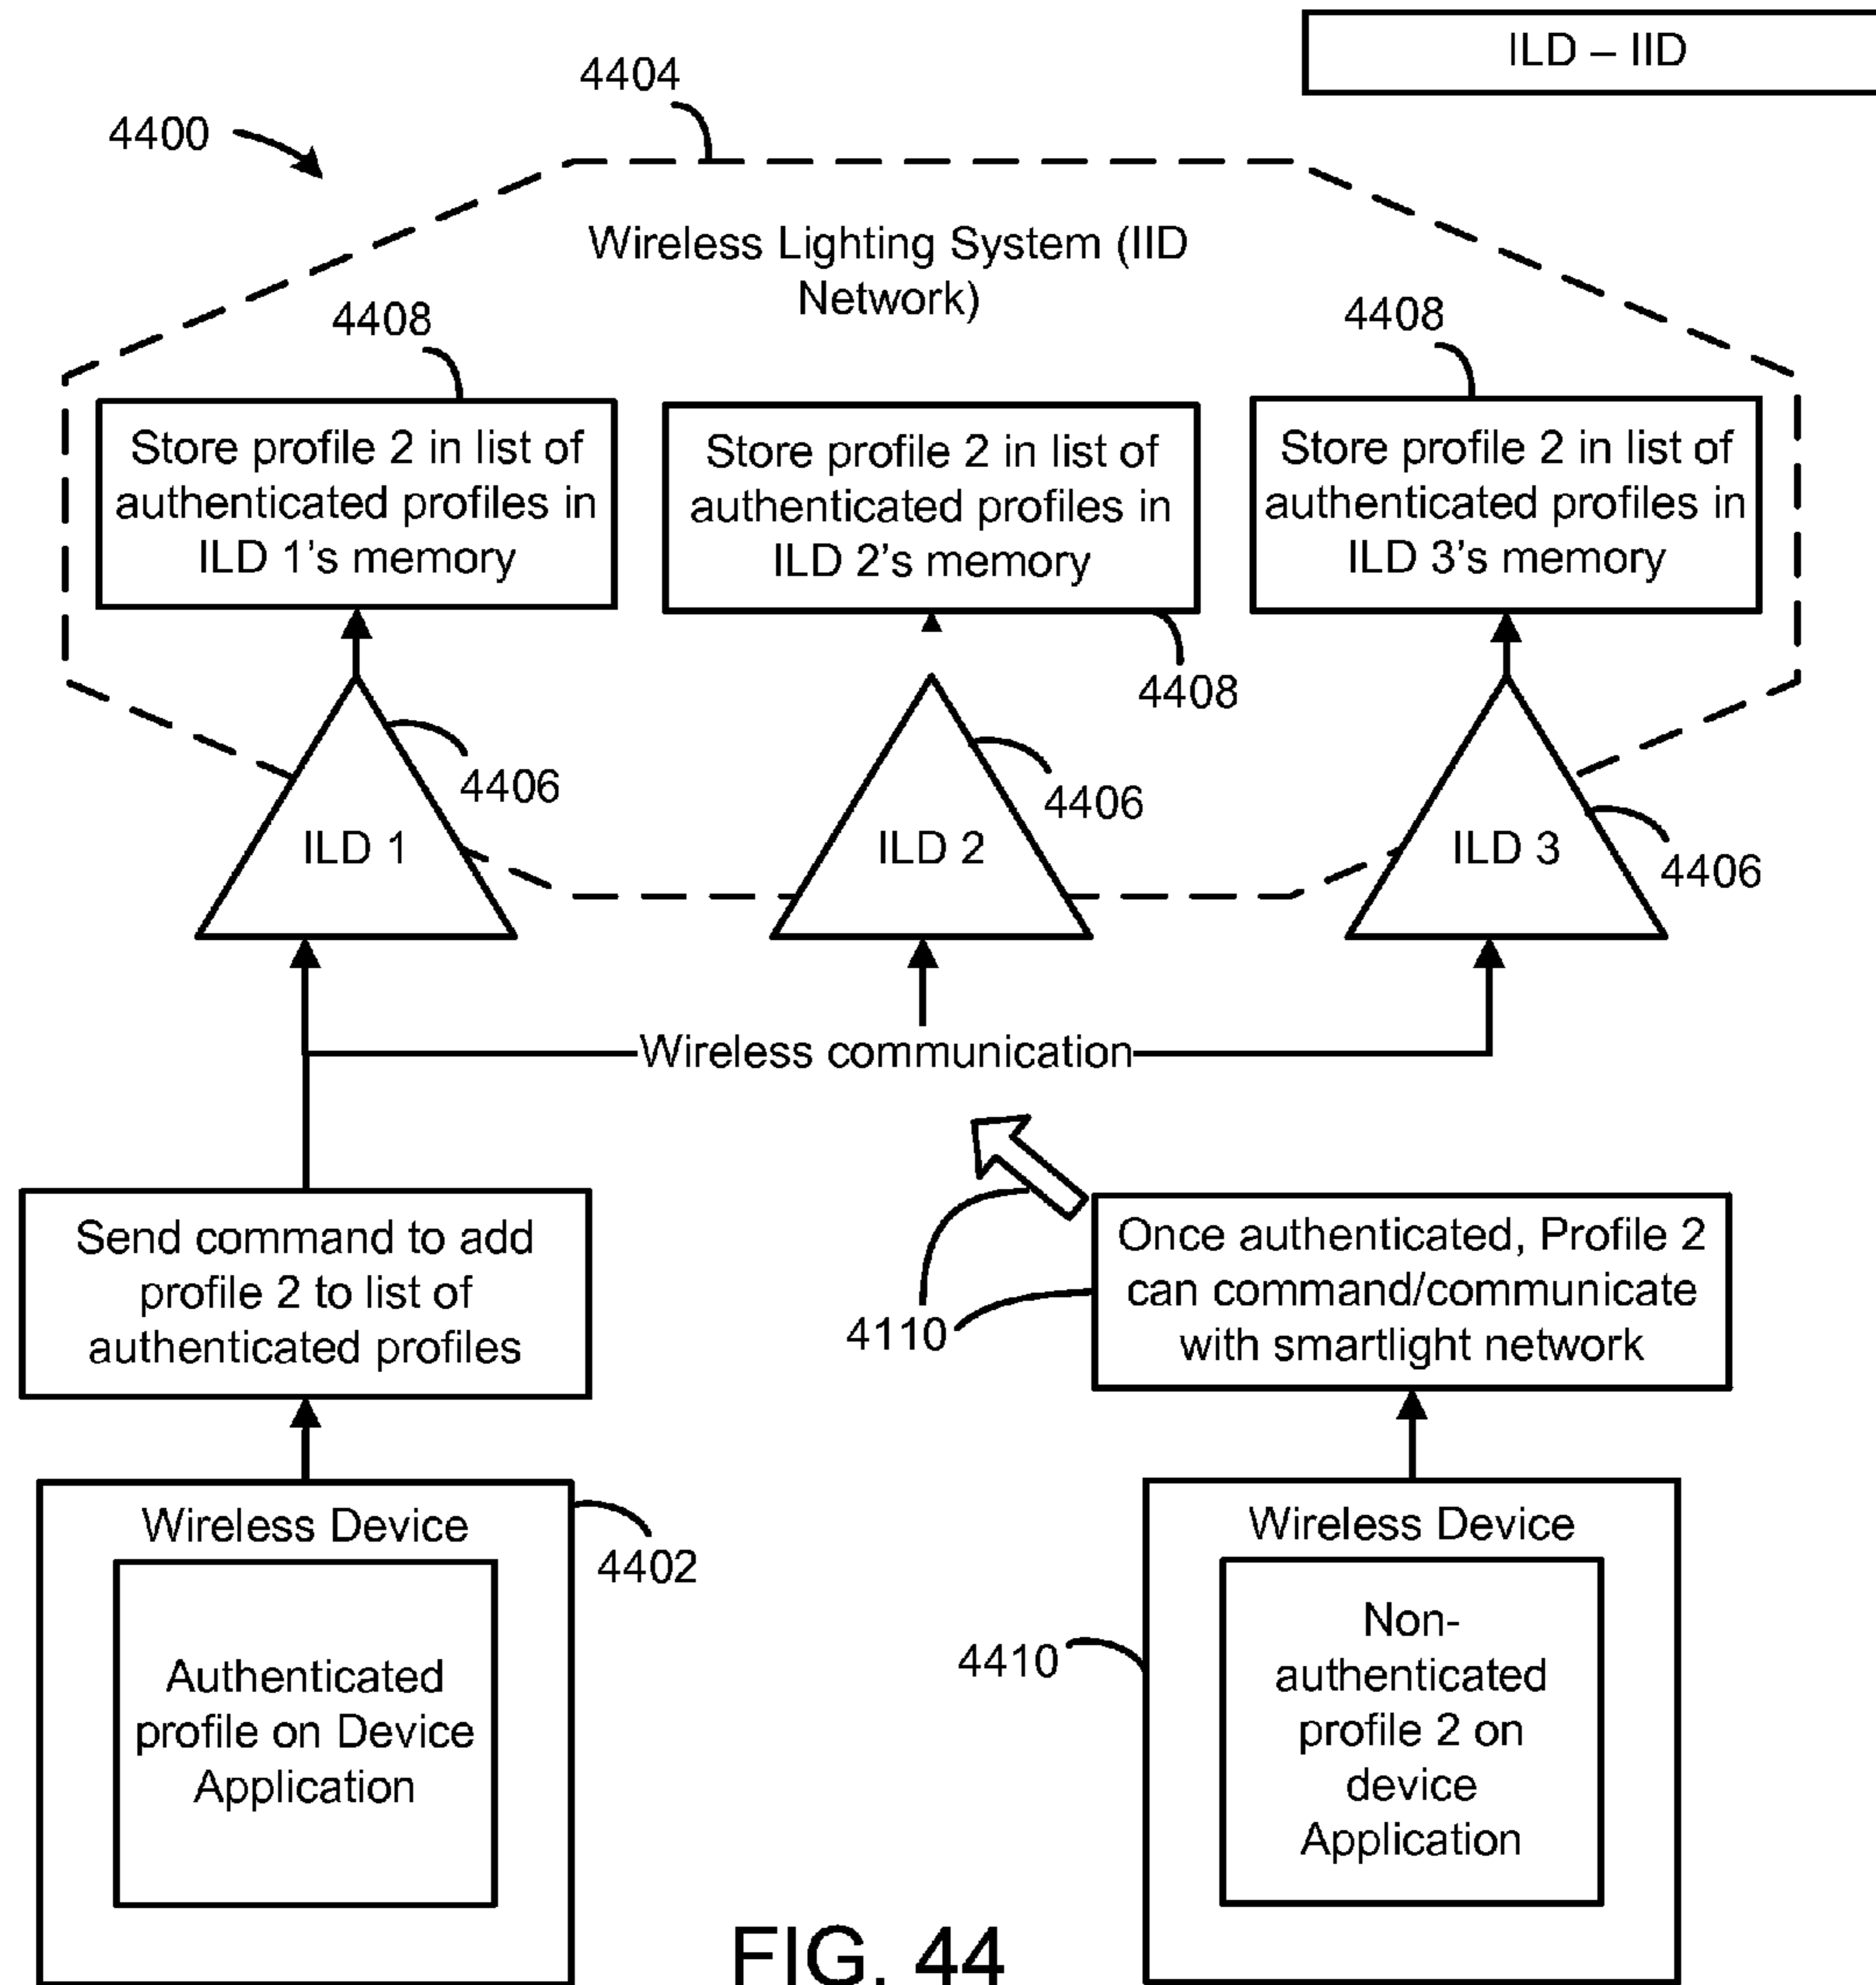 ILD – IID
4404
4400
Wireless Lighting System (IID
Network)
4408
4408
Store profile 2 in list of
authenticated profiles in
ILD 1's memory
Store profile 2 in list of
authenticated profiles in
ILD 2's memory
Store profile 2 in list of
authenticated profiles in
ILD 3's memory
4408
4406
4406
4406
ILD 1
ILD 2
ILD 3
Wireless communication
Send command to add
profile 2 to list of
authenticated profiles
Once authenticated, Profile 2
can command/communicate
with smartlight network
4110
Wireless Device
4402
Authenticated
profile on Device
Application
Wireless Device
4410
Non-
authenticated
profile 2 on
device
Application
FIG. 44